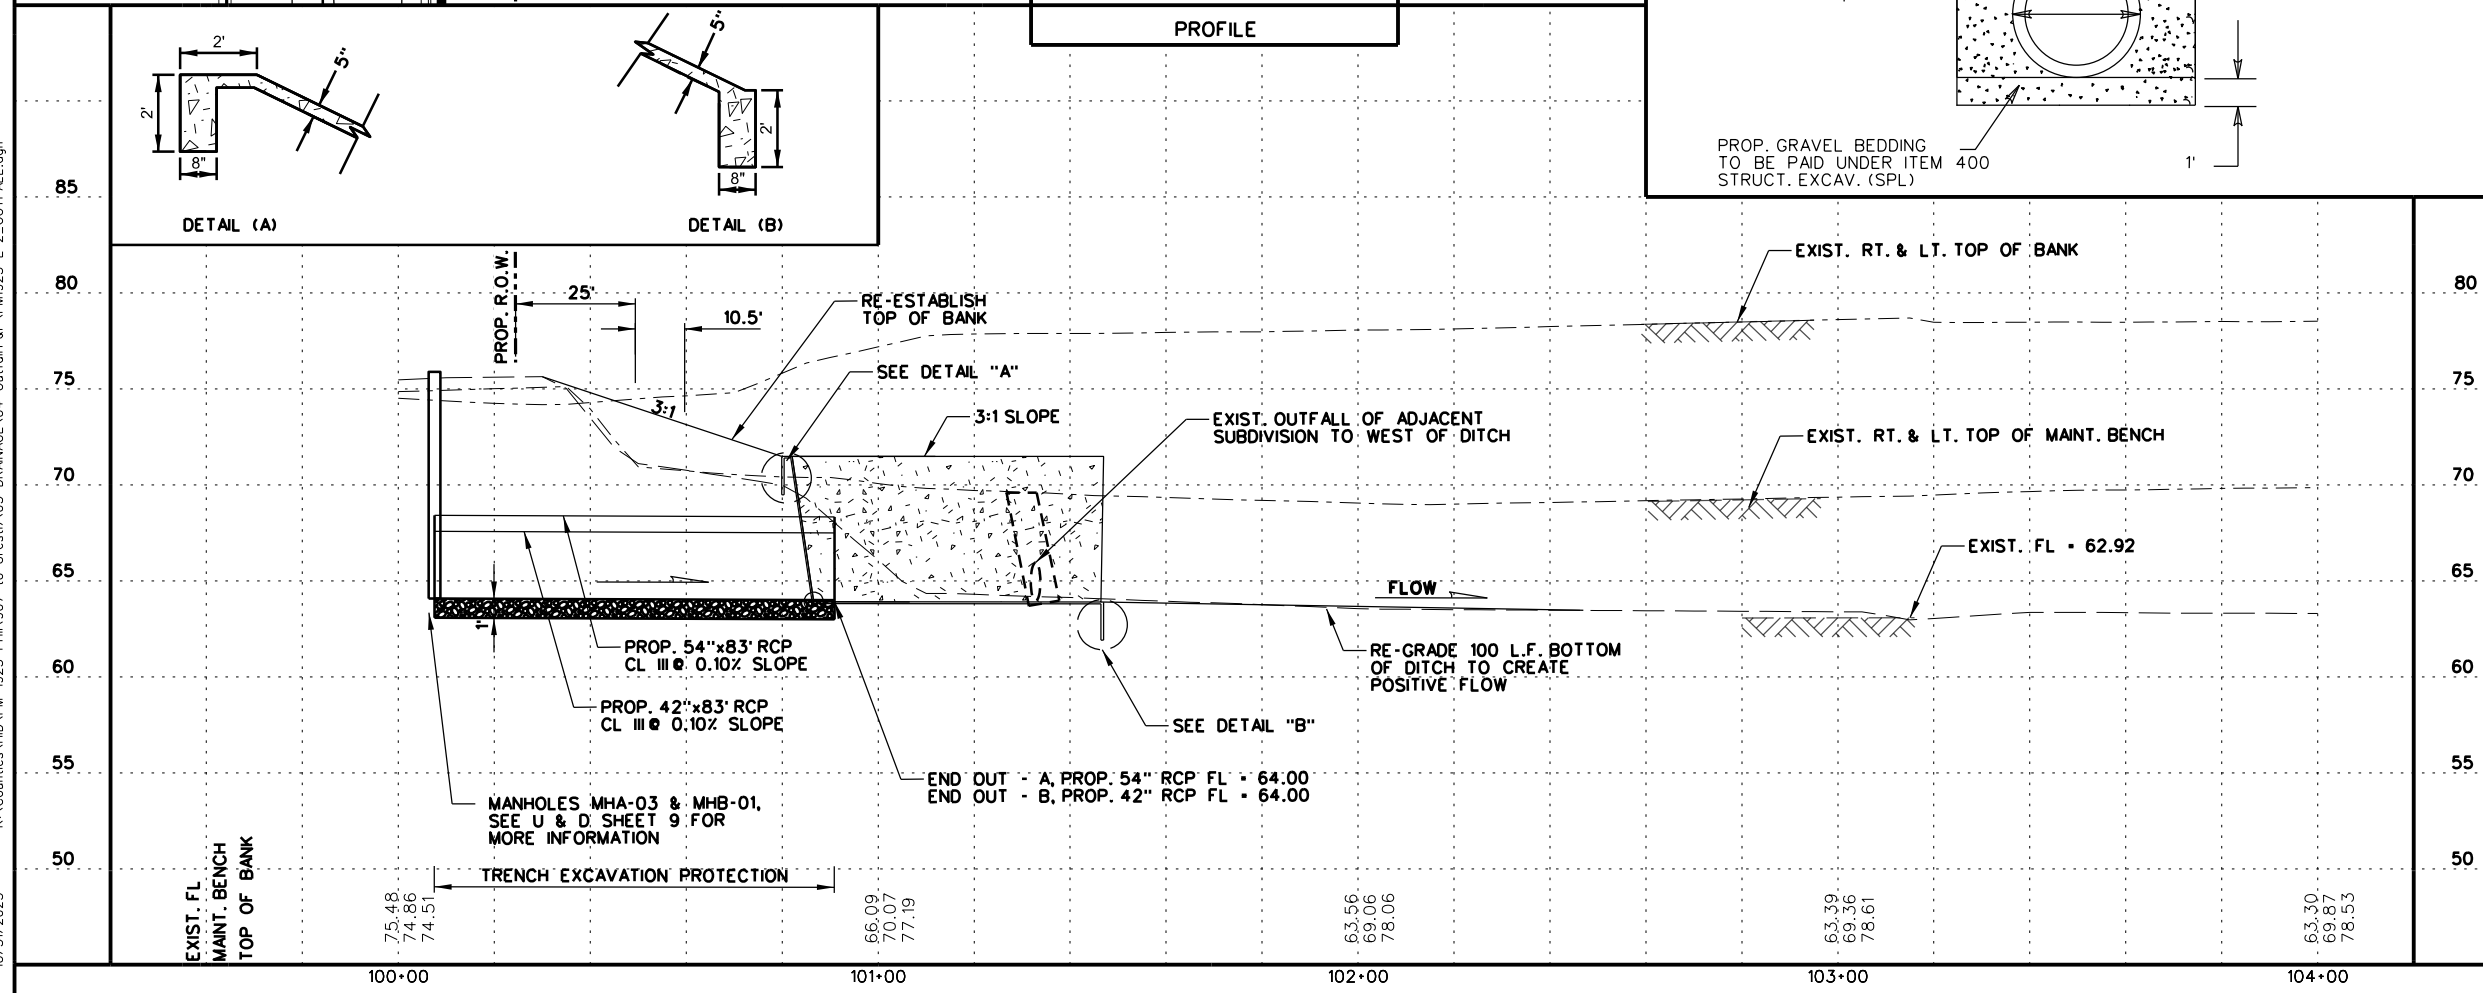 PROFILE
2'
5"
2'
8"
DETAIL (A)
5"
2'
8"
DETAIL (B)
PROP. GRAVEL BEDDING
TO BE PAID UNDER ITEM 400
STRUCT. EXCAV. (SPL)
1'
85
80
75
70
65
60
55
50
80
75
70
65
60
55
50
PROP. R.O.W.
25'
10.5'
RE-ESTABLISH
TOP OF BANK
SEE DETAIL "A"
3:1
3:1 SLOPE
EXIST. OUTFALL OF ADJACENT
SUBDIVISION TO WEST OF DITCH
EXIST. RT. & LT. TOP OF BANK
EXIST. RT. & LT. TOP OF MAINT. BENCH
EXIST. FL = 62.92
FLOW
RE-GRADE 100 L.F. BOTTOM
OF DITCH TO CREATE
POSITIVE FLOW
SEE DETAIL "B"
1'
PROP. 54"x83' RCP
CL III @ 0.10% SLOPE
PROP. 42"x83' RCP
CL III @ 0.10% SLOPE
END OUT - A, PROP. 54" RCP FL = 64.00
END OUT - B, PROP. 42" RCP FL = 64.00
MANHOLES MHA-03 & MHB-01,
SEE U & D SHEET 9 FOR
MORE INFORMATION
TRENCH EXCAVATION PROTECTION
EXIST. FL
MAINT. BENCH
TOP OF BANK
75.48
74.86
74.51
66.09
70.07
77.19
63.56
69.06
78.06
63.39
69.36
78.61
63.30
69.87
78.53
100+00
101+00
102+00
103+00
104+00